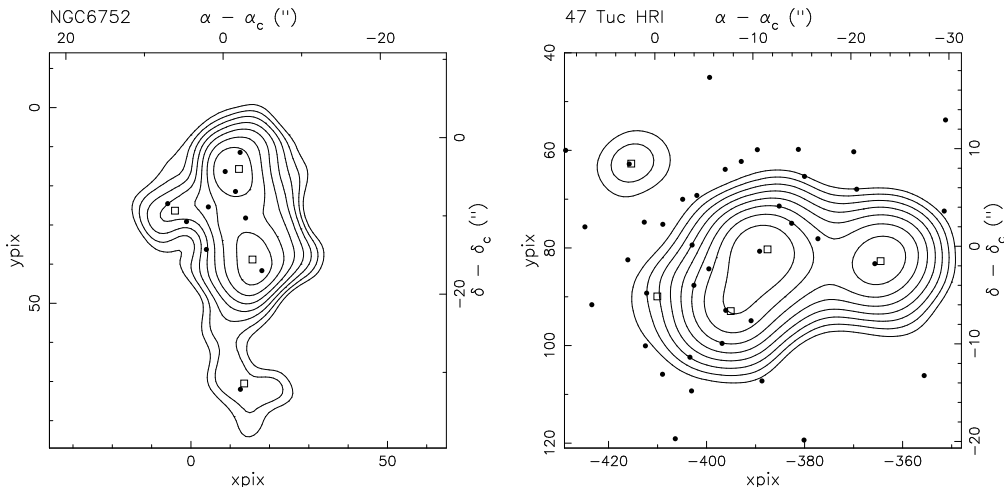 NGC6752
α − α_c (")
20 0 −20
0
50
ypix
0
−20
δ − δ_c (")
0 50
xpix
47 Tuc HRI
α − α_c (")
0 −10 −20 −30
40
60
80
100
120
ypix
10
0
−10
−20
δ − δ_c (")
−420 −400 −380 −360
xpix